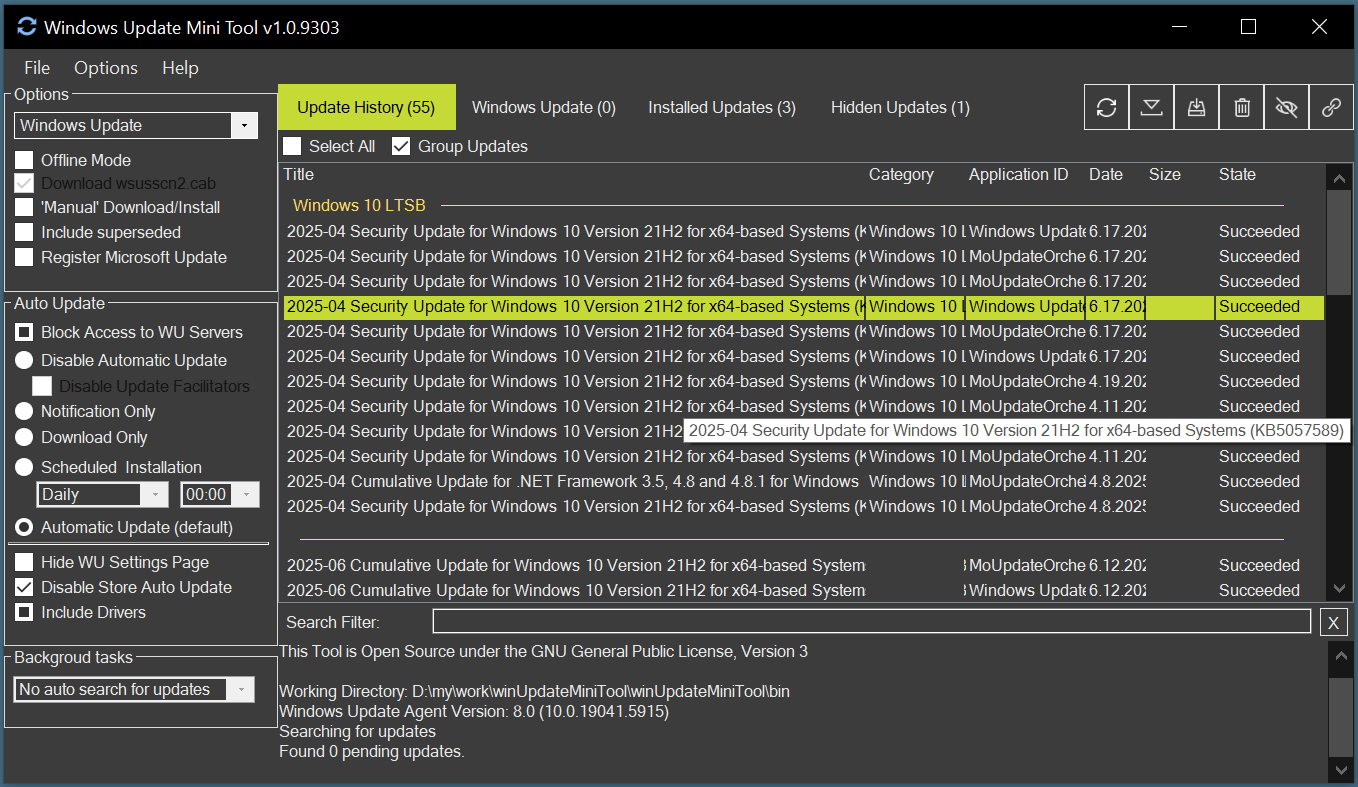 Windows Update Mini Tool v1.0.9303
File Options Help
Options
Windows Update
Offline Mode
Download wsusscn2.cab
'Manual' Download/Install
Include superseded
Register Microsoft Update
Auto Update
Block Access to WU Servers
Disable Automatic Update
Disable Update Facilitators
Notification Only
Download Only
Scheduled Installation
Daily 00:00
Automatic Update (default)
Hide WU Settings Page
Disable Store Auto Update
Include Drivers
Backgroud tasks
No auto search for updates
Update History (55) Windows Update (0) Installed Updates (3) Hidden Updates (1)
Select All Group Updates
Title Category Application ID Date Size State
Windows 10 LTSB
2025-04 Security Update for Windows 10 Version 21H2 for x64-based Systems (K Windows 10 L Windows Update 6.17.202 Succeeded
2025-04 Security Update for Windows 10 Version 21H2 for x64-based Systems (K Windows 10 L MoUpdateOrche 6.17.202 Succeeded
2025-04 Security Update for Windows 10 Version 21H2 for x64-based Systems (K Windows 10 L MoUpdateOrche 6.17.202 Succeeded
2025-04 Security Update for Windows 10 Version 21H2 for x64-based Systems (K Windows 10 L Windows Update 6.17.202 Succeeded
2025-04 Security Update for Windows 10 Version 21H2 for x64-based Systems (K Windows 10 L MoUpdateOrche 6.17.202 Succeeded
2025-04 Security Update for Windows 10 Version 21H2 for x64-based Systems (K Windows 10 L Windows Update 6.17.202 Succeeded
2025-04 Security Update for Windows 10 Version 21H2 for x64-based Systems (K Windows 10 L MoUpdateOrche 4.19.202 Succeeded
2025-04 Security Update for Windows 10 Version 21H2 for x64-based Systems (K Windows 10 L MoUpdateOrche 4.11.202 Succeeded
2025-04 Security Update for Windows 10 Version 21H2
2025-04 Security Update for Windows 10 Version 21H2 for x64-based Systems (KB5057589)
2025-04 Security Update for Windows 10 Version 21H2 for x64-based Systems (K Windows 10 L MoUpdateOrche 4.11.202 Succeeded
2025-04 Cumulative Update for .NET Framework 3.5, 4.8 and 4.8.1 for Windows Windows 10 L MoUpdateOrche 4.8.2025 Succeeded
2025-04 Security Update for Windows 10 Version 21H2 for x64-based Systems (K Windows 10 L MoUpdateOrche 4.8.2025 Succeeded
2025-06 Cumulative Update for Windows 10 Version 21H2 for x64-based System MoUpdateOrche 6.12.202 Succeeded
2025-06 Cumulative Update for Windows 10 Version 21H2 for x64-based System Windows Update 6.12.202 Succeeded
Search Filter: X
This Tool is Open Source under the GNU General Public License, Version 3
Working Directory: D:\my\work\winUpdateMiniTool\winUpdateMiniTool\bin
Windows Update Agent Version: 8.0 (10.0.19041.5915)
Searching for updates
Found 0 pending updates.